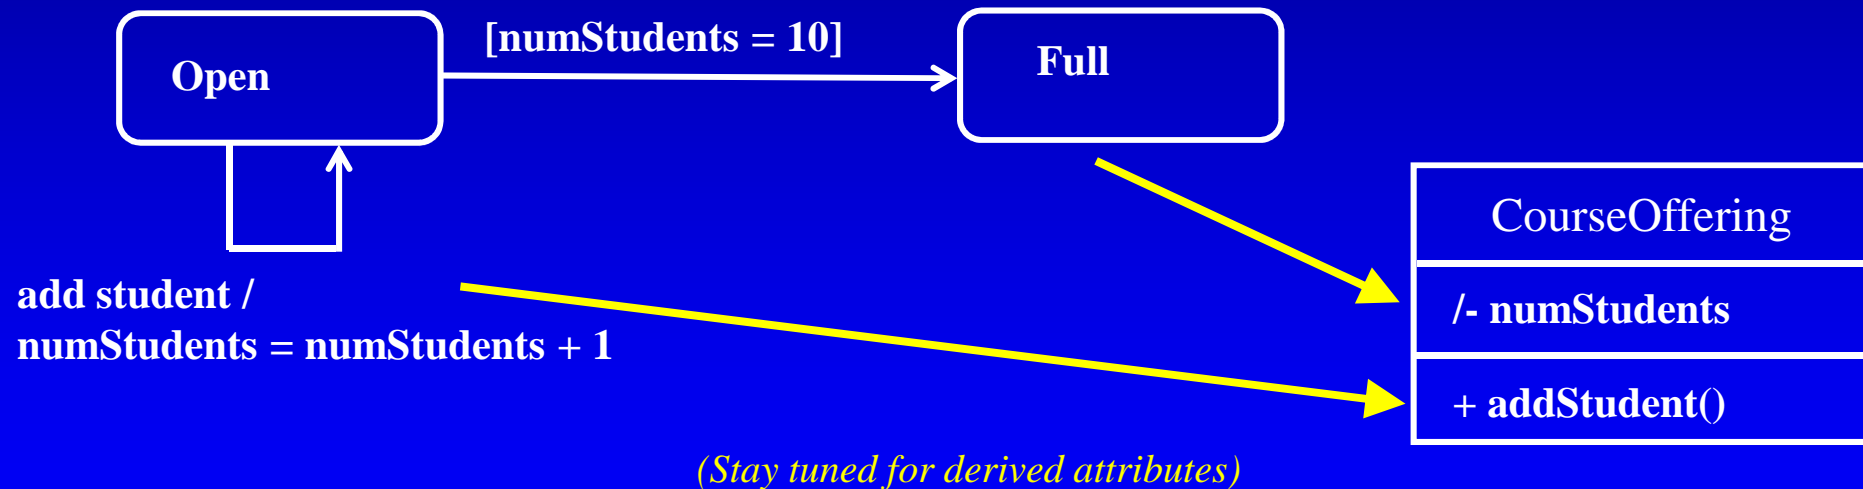 [numStudents = 10]
Open
Full
CourseOffering
/- numStudents
+ addStudent()
add student /
numStudents = numStudents + 1
(Stay tuned for derived attributes)